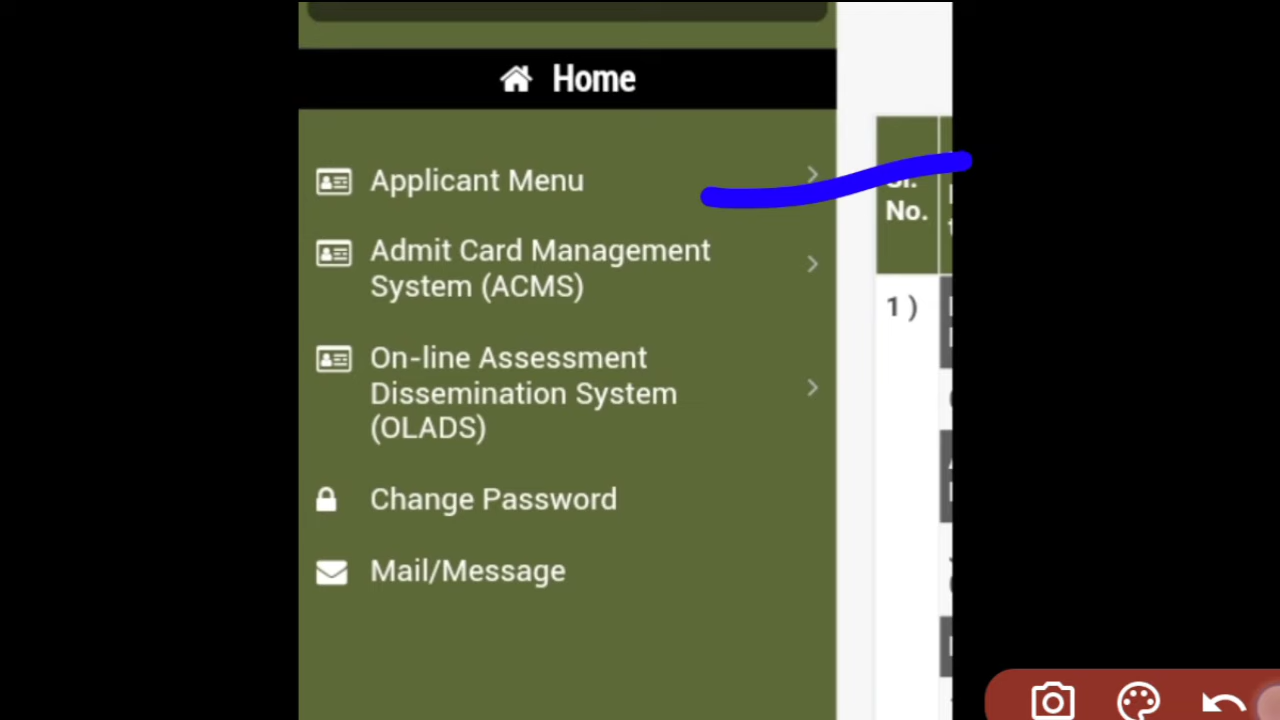 Home
Applicant Menu
Admit Card Management
System (ACMS)
On-line Assessment
Dissemination System
(OLADS)
Change Password
Mail/Message
No.
1 )